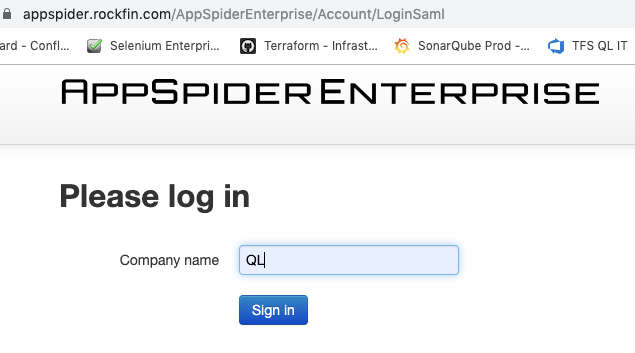 appspider.rockfin.com/AppSpiderEnterprise/Account/LoginSaml
ard - Confl... Selenium Enterpri... Terraform - Infrast... SonarQube Prod -... TFS QL IT
APPSPIDER ENTERPRISE
Please log in
Company name QL
Sign in